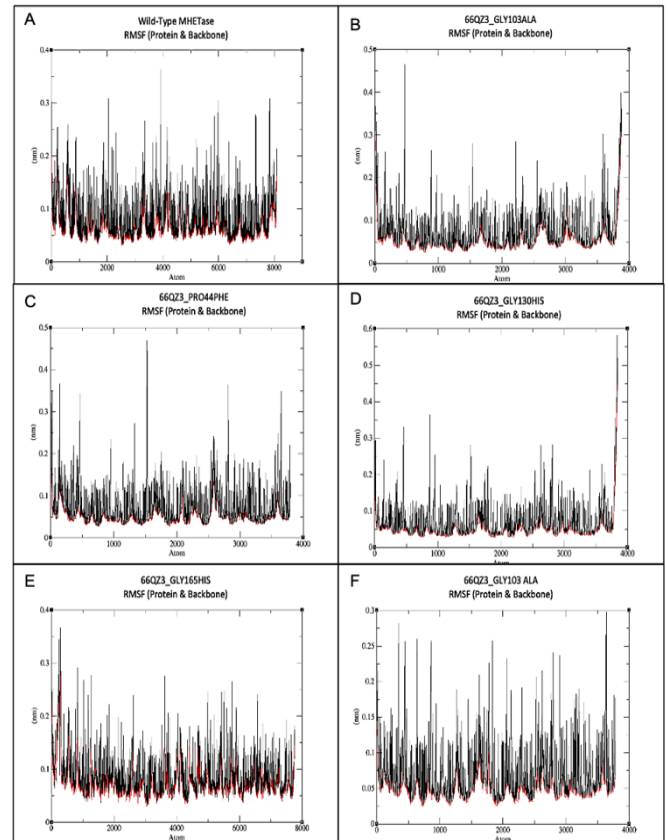 A
Wild-Type MHETase
RMSF (Protein & Backbone)
0.4
0.3
0.2
0.1
0
(nm)
0
2000
4000
6000
8000
Atom
B
66QZ3_GLY103ALA
RMSF (Protein & Backbone)
0.5
0.4
0.3
0.2
0.1
0
(nm)
0
1000
2000
3000
4000
Atom
C
66QZ3_PRO44PHE
RMSF (Protein & Backbone)
0.5
0.4
0.3
0.2
0.1
0
(nm)
0
1000
2000
3000
4000
Atom
D
66QZ3_GLY130HIS
RMSF (Protein & Backbone)
0.6
0.5
0.4
0.3
0.2
0.1
0
(nm)
0
1000
2000
3000
4000
Atom
E
66QZ3_GLY165HIS
RMSF (Protein & Backbone)
0.4
0.3
0.2
0.1
0
(nm)
0
2000
4000
6000
8000
Atom
F
66QZ3_GLY103 ALA
RMSF (Protein & Backbone)
0.3
0.25
0.2
0.15
0.1
0.05
0
(nm)
0
1000
2000
3000
4000
Atom